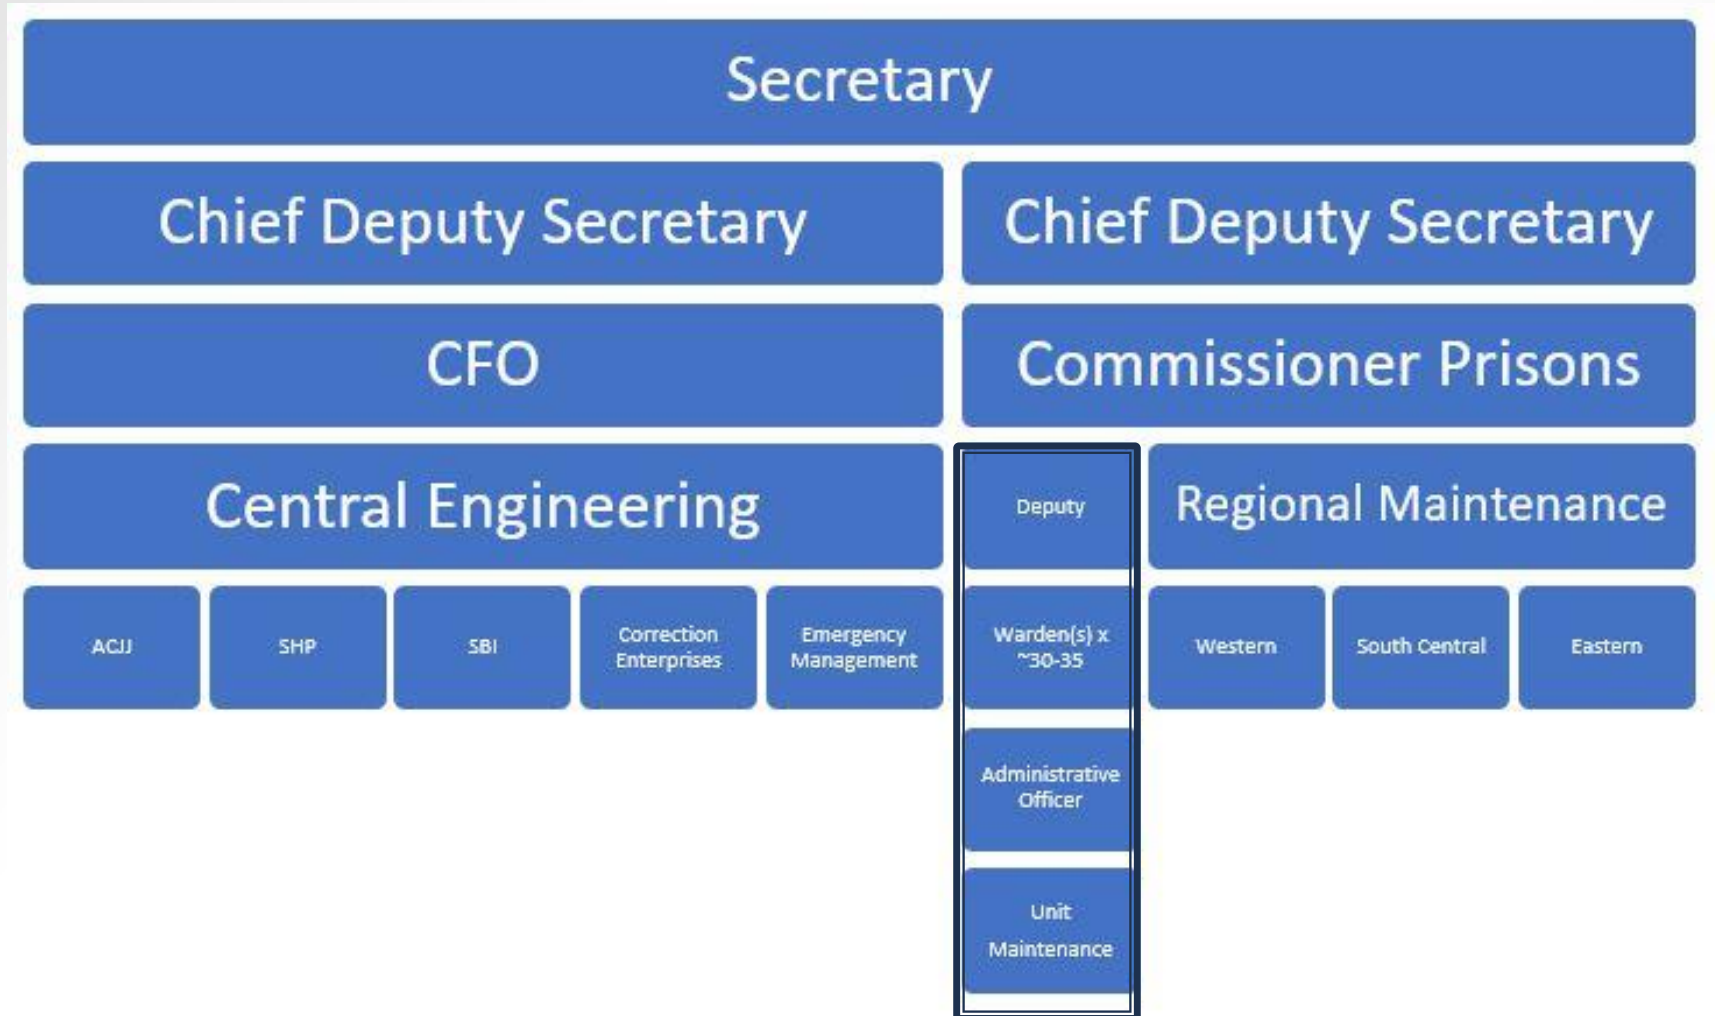 Secretary
Chief Deputy Secretary
Chief Deputy Secretary
CFO
Commissioner Prisons
Central Engineering
Deputy
Regional Maintenance
ACJJ
SHP
SBI
Correction
Enterprises
Emergency
Management
Warden(s) x
~30-35
Western
South Central
Eastern
Administrative
Officer
Unit
Maintenance